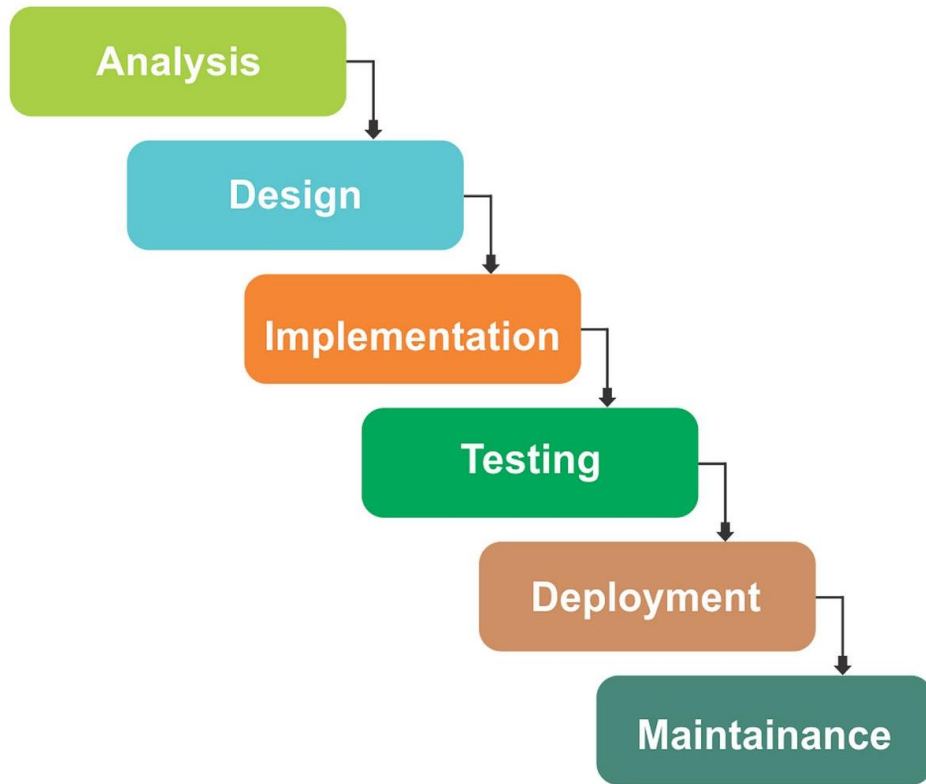 Analysis
Design
Implementation
Testing
Deployment
Maintainance